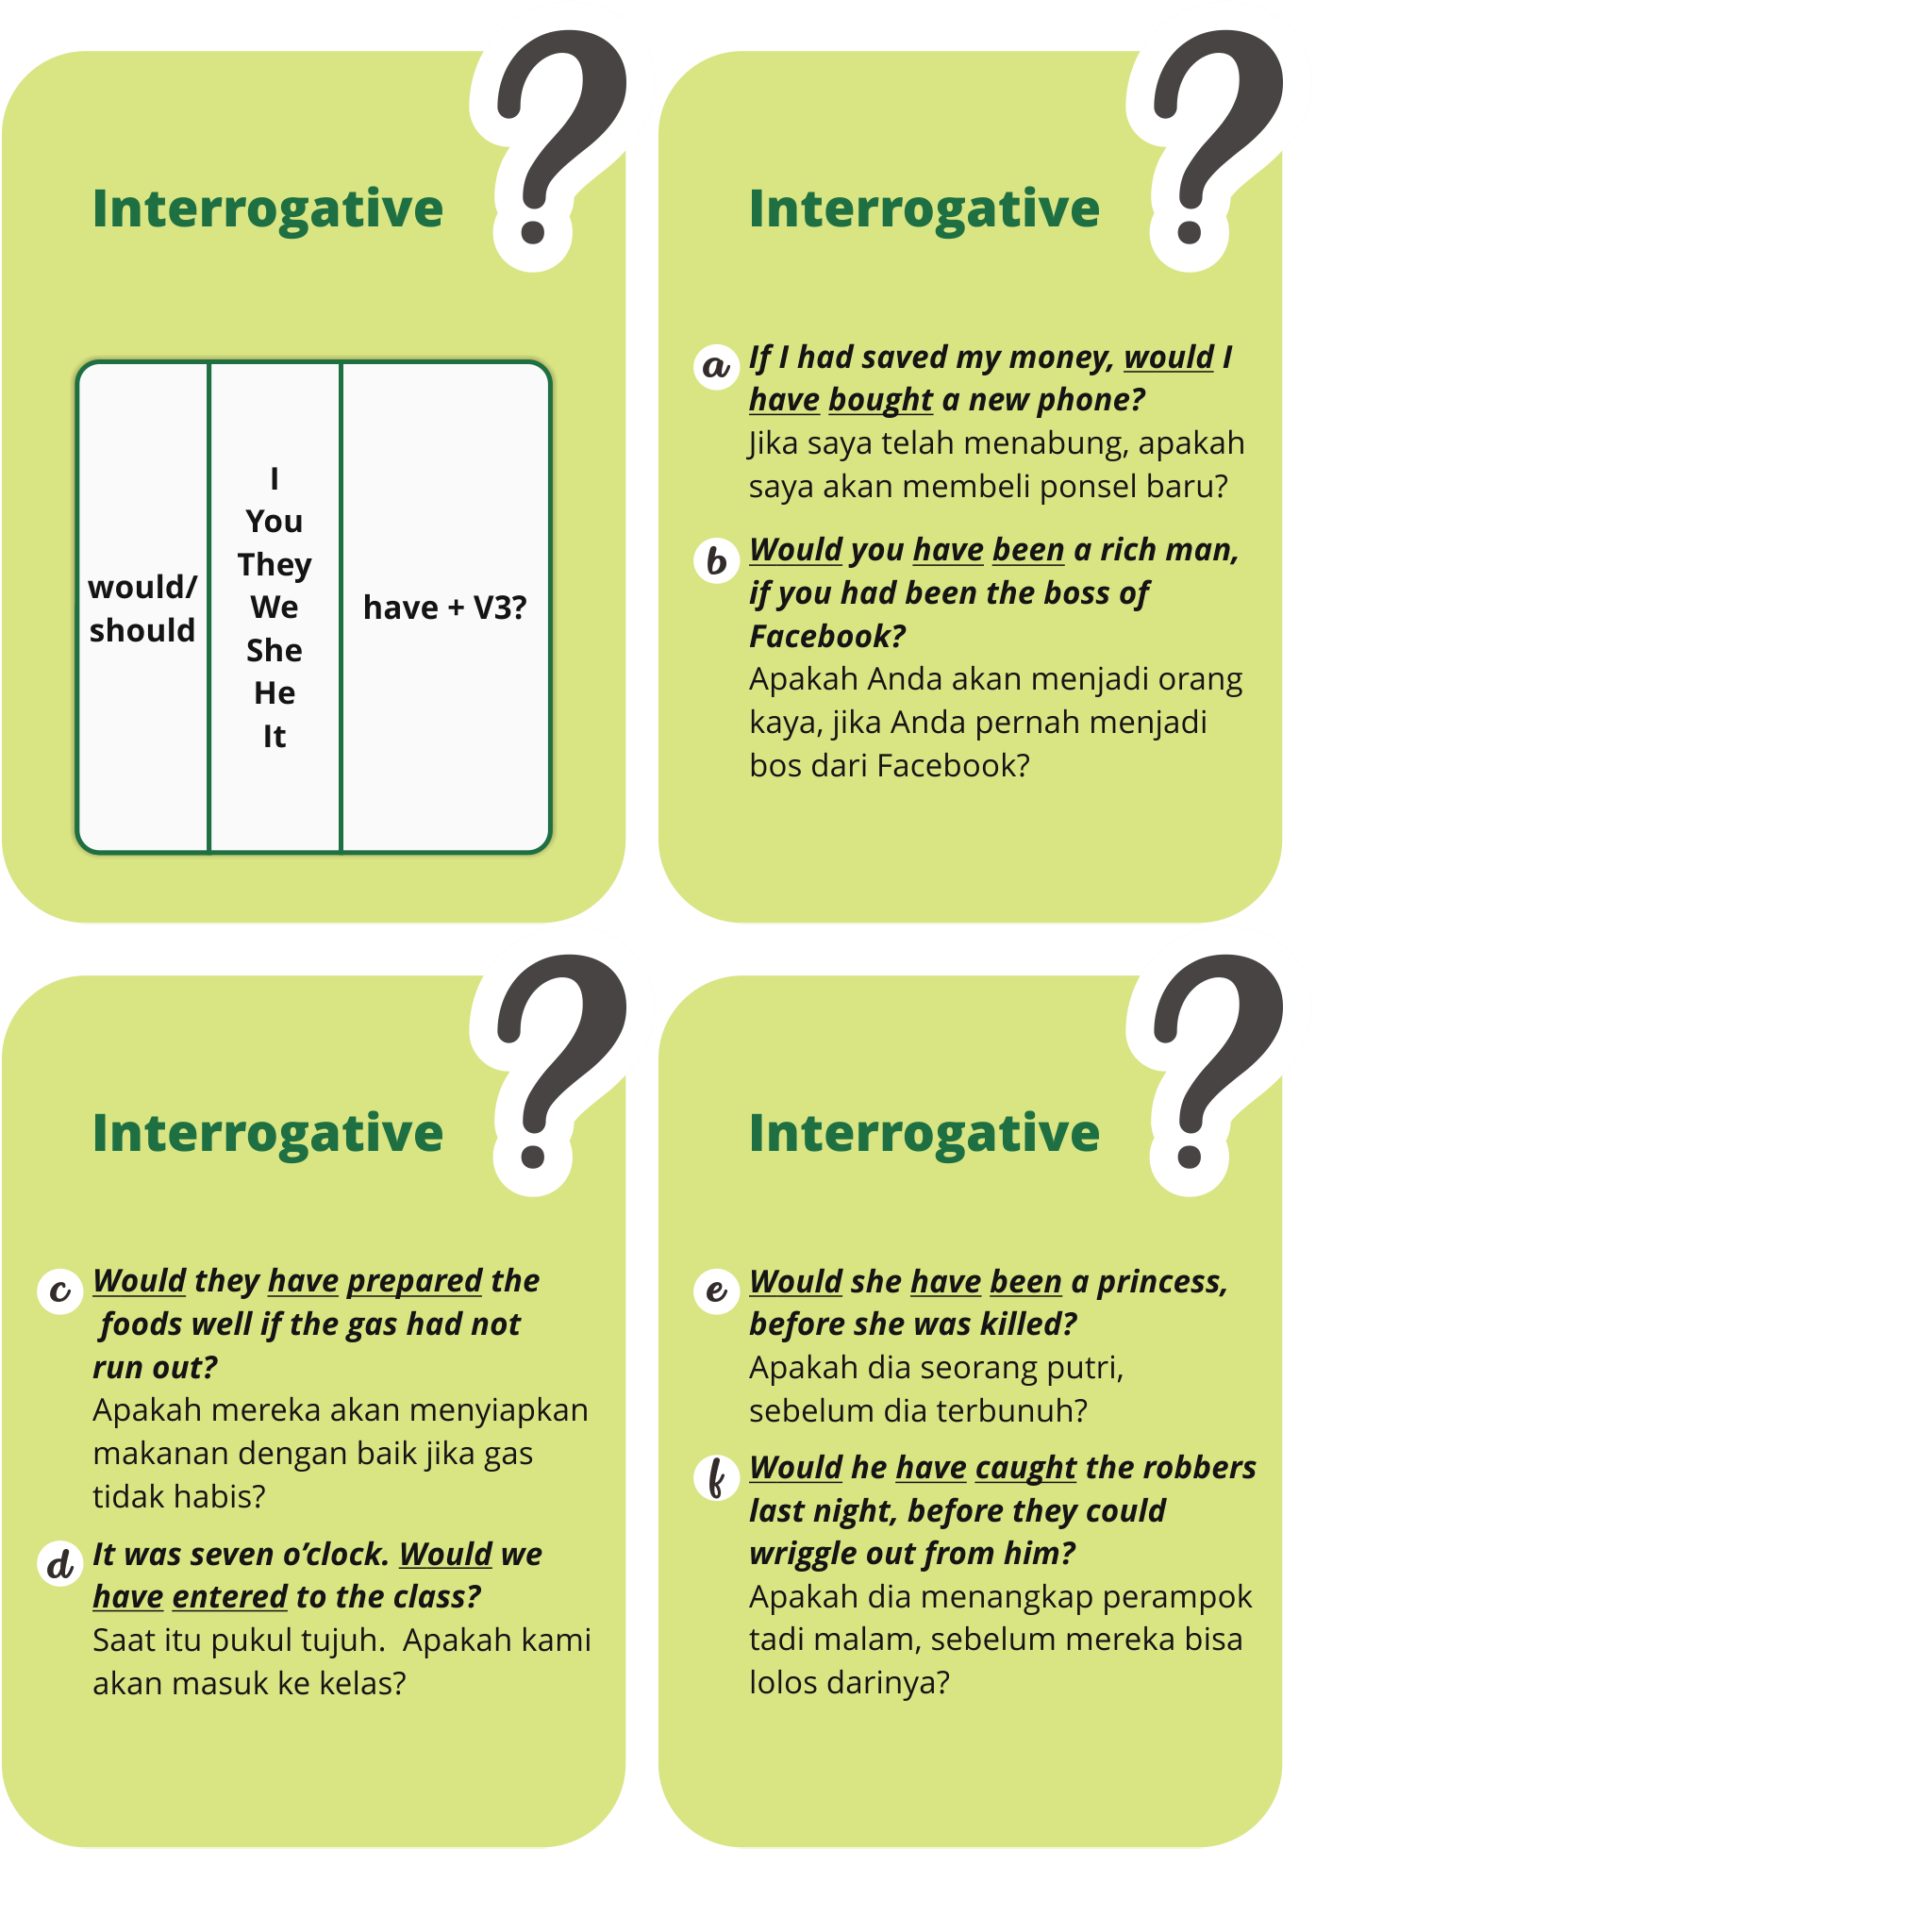 ?
Interrogative
would/
should
I
You
They
We
She
He
It
have + V3?
?
Interrogative
a
If I had saved my money, would I
have bought a new phone?
Jika saya telah menabung, apakah
saya akan membeli ponsel baru?
b
Would you have been a rich man,
if you had been the boss of
Facebook?
Apakah Anda akan menjadi orang
kaya, jika Anda pernah menjadi
bos dari Facebook?
?
Interrogative
c
Would they have prepared the
foods well if the gas had not
run out?
Apakah mereka akan menyiapkan
makanan dengan baik jika gas
tidak habis?
d
It was seven o’clock. Would we
have entered to the class?
Saat itu pukul tujuh.  Apakah kami
akan masuk ke kelas?
?
Interrogative
e
Would she have been a princess,
before she was killed?
Apakah dia seorang putri,
sebelum dia terbunuh?
f
Would he have caught the robbers
last night, before they could
wriggle out from him?
Apakah dia menangkap perampok
tadi malam, sebelum mereka bisa
lolos darinya?